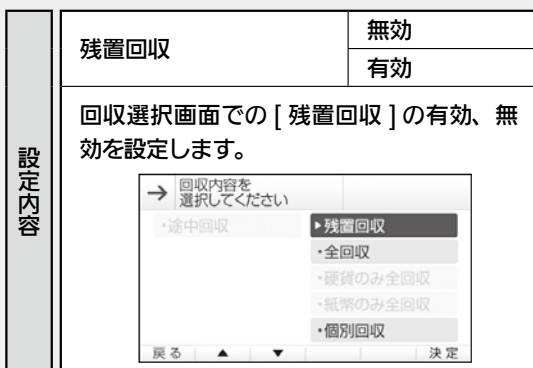 設定内容
残置回収
無効
有効
回収選択画面での [ 残置回収 ] の有効、無
効を設定します。
→ 回収内容を
選択してください
・途中回収
▶残置回収
・全回収
・硬貨のみ全回収
・紙幣のみ全回収
・個別回収
戻る ▲ ▼ 決定